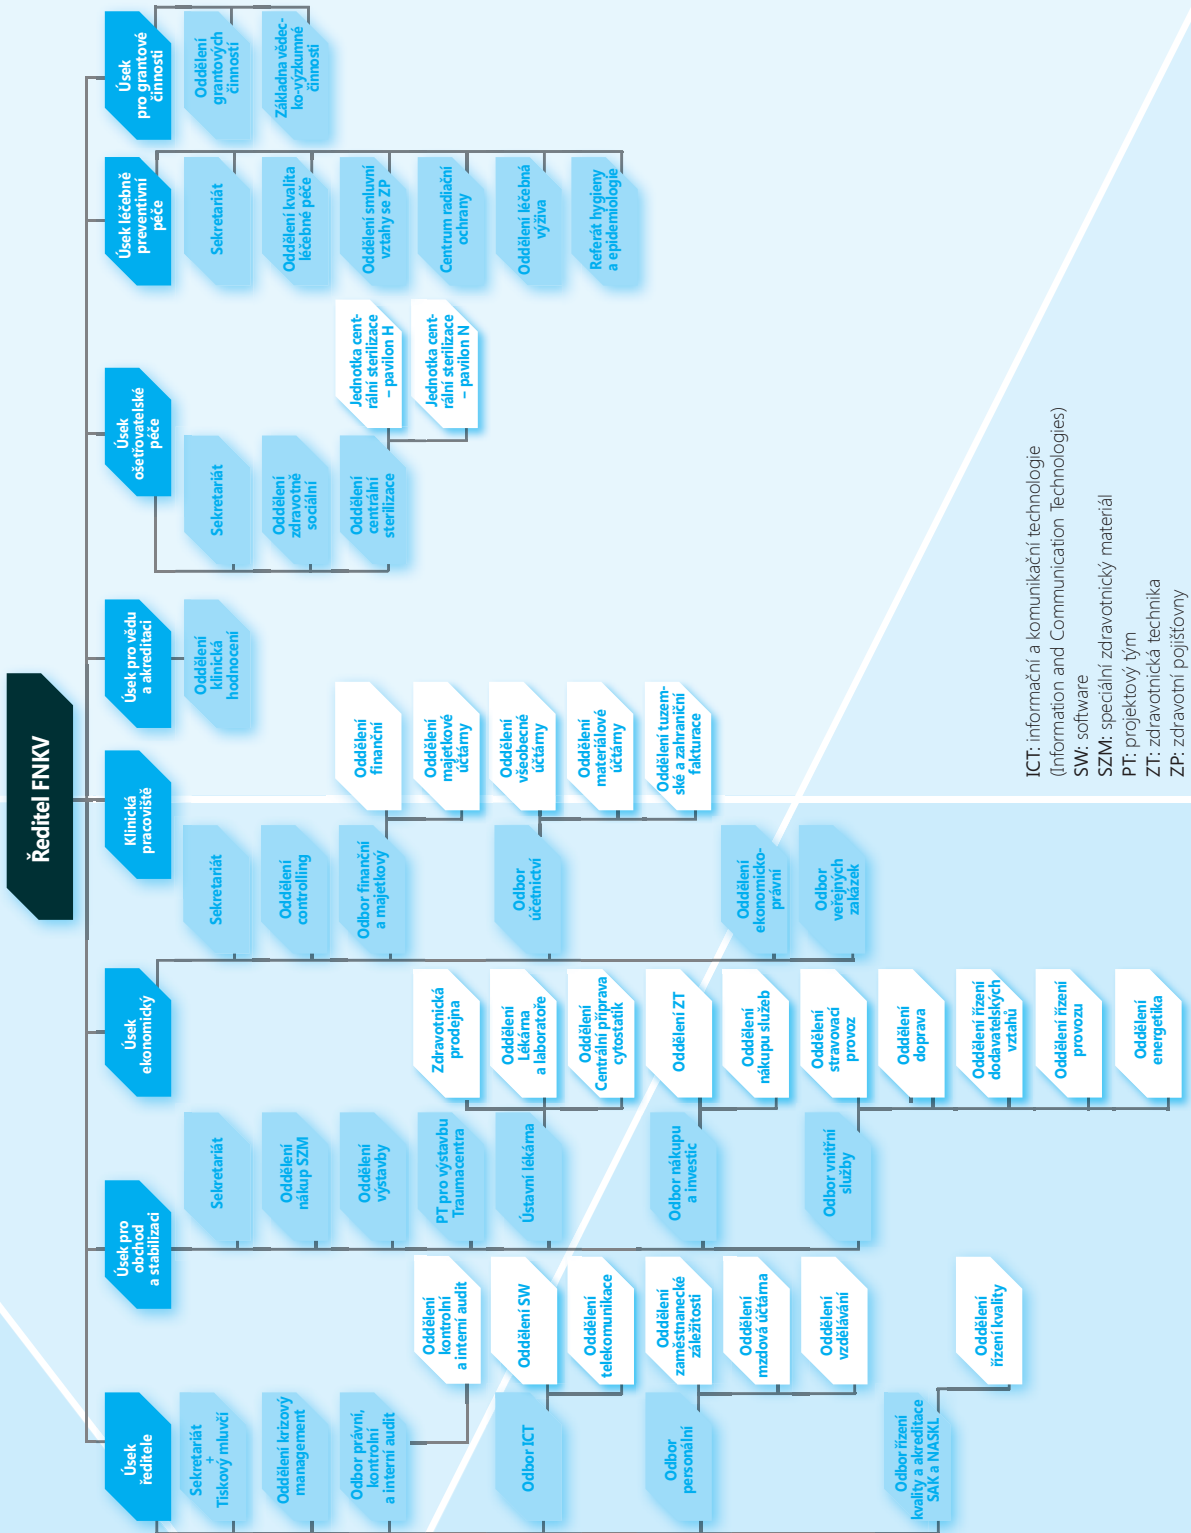 Ředitel FNKV
Úsek
ředitele
Sekretariát
+
Tiskový mluvčí
Oddělení krizový
management
Odbor právní,
kontrolní
a interní audit
Oddělení
kontrolní
a interní audit
Odbor ICT
Oddělení SW
Oddělení
telekomunikace
Odbor
personální
Oddělení
zaměstnanecké
záležitosti
Oddělení
mzdová účtárna
Oddělení
vzdělávání
Odbor řízení
kvality a akreditace
SAK a NASKL
Oddělení
řízení kvality
Úsek pro
obchod
a stabilizaci
Sekretariát
Oddělení
nákup SZM
Oddělení
výstavby
PT pro výstavbu
Traumacentra
Ústavní lékárna
Zdravotnická
prodejna
Oddělení
Lékárna
a laboratoře
Oddělení
Centrální příprava
cytostatik
Odbor nákupu
a investic
Oddělení ZT
Oddělení
nákupu služeb
Odbor vnitřní
služby
Oddělení
stravovací
provoz
Oddělení
doprava
Oddělení řízení
dodavatelských
vztahů
Oddělení řízení
provozu
Oddělení
energetika
Úsek
ekonomický
Sekretariát
Oddělení
controlling
Odbor finanční
a majetkový
Oddělení
finanční
Oddělení
majetkové
účtárny
Odbor
účetnictví
Oddělení
všeobecné
účtárny
Oddělení
materiálové
účtárny
Oddělení tuzem-
ské a zahraniční
fakturace
Oddělení
ekonomicko-
právní
Odbor
veřejných
zakázek
Klinická
pracoviště
Úsek pro vědu
a akreditaci
Oddělení
klinická
hodnocení
Úsek
ošetřovatelské
péče
Sekretariát
Oddělení
zdravotně
sociální
Oddělení
centrální
sterilizace
Jednotka cent-
rální sterilizace
– pavilon H
Jednotka cent-
rální sterilizace
– pavilon N
Úsek léčebně
preventivní
péče
Sekretariát
Oddělení kvalita
léčebné péče
Oddělení smluvní
vztahy se ZP
Centrum radiační
ochrany
Oddělení léčebná
výživa
Referát hygieny
a epidemiologie
Úsek
pro grantové
činnosti
Oddělení
grantových
činností
Základna vědec-
ko-výzkumné
činnosti
ICT: informační a komunikační technologie
(Information and Communication Technologies)
SW: software
SZM: speciální zdravotnický materiál
PT: projektový tým
ZT: zdravotnická technika
ZP: zdravotní pojišťovny